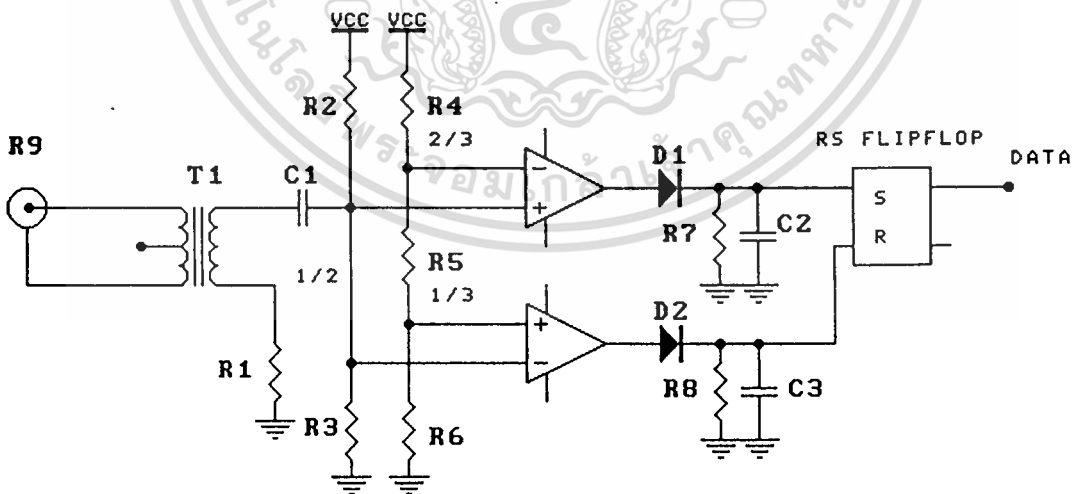 VCC VCC
R2
R4
2/3
R9
T1
C1
D1
RS FLIPFLOP
DATA
-
+
S
R
R7
C2
1/2
R5
1/3
D2
+
-
R1
R8
C3
R3
R6